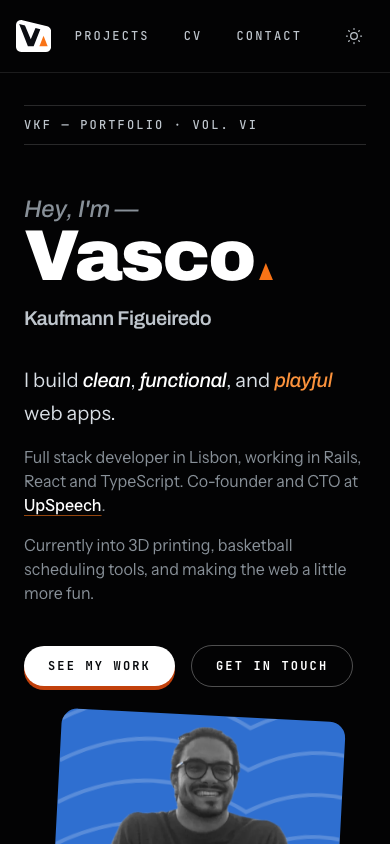 V
PROJECTS CV CONTACT
VKF — PORTFOLIO · VOL. VI
Hey, I'm —
Vasco
Kaufmann Figueiredo
I build clean, functional, and playful
web apps.
Full stack developer in Lisbon, working in Rails,
React and TypeScript. Co-founder and CTO at
UpSpeech.
Currently into 3D printing, basketball
scheduling tools, and making the web a little
more fun.
SEE MY WORK GET IN TOUCH